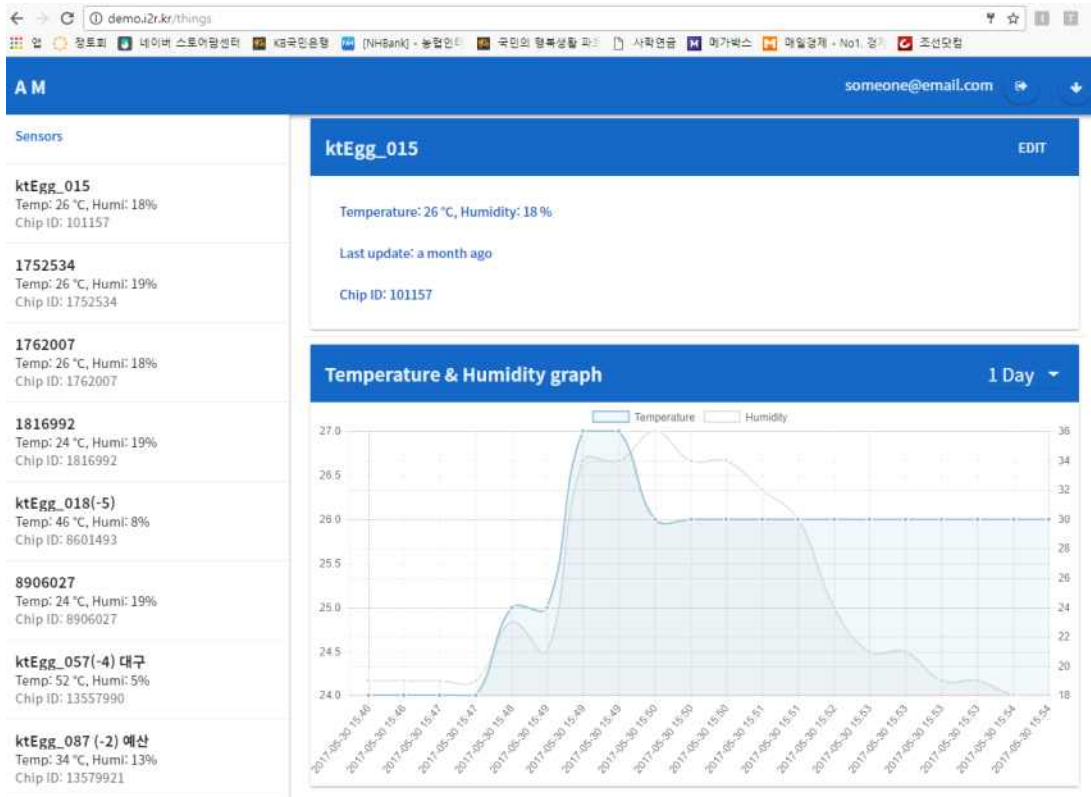 demo.i2r.kr/things
앱 정토회 네이버 스토어팜센터 KB국민은행 [NHBank] - 농협인터 국민의 행복생활 파 사학연금 메가박스 매일경제 - No1. 경 조선닷컴
A M
someone@email.com
Sensors
ktEgg_015
Temp: 26 °C, Humi: 18%
Chip ID: 101157
1752534
Temp: 26 °C, Humi: 19%
Chip ID: 1752534
1762007
Temp: 26 °C, Humi: 18%
Chip ID: 1762007
1816992
Temp: 24 °C, Humi: 19%
Chip ID: 1816992
ktEgg_018(-5)
Temp: 46 °C, Humi: 8%
Chip ID: 8601493
8906027
Temp: 24 °C, Humi: 19%
Chip ID: 8906027
ktEgg_057(-4) 대구
Temp: 52 °C, Humi: 5%
Chip ID: 13557990
ktEgg_087 (-2) 예산
Temp: 34 °C, Humi: 13%
Chip ID: 13579921
ktEgg_015 EDIT
Temperature: 26 °C, Humidity: 18 %
Last update: a month ago
Chip ID: 101157
Temperature & Humidity graph 1 Day
Temperature Humidity
27.0
26.5
26.0
25.5
25.0
24.5
24.0
36
34
32
30
28
26
24
22
20
18
2017-05-30 15:46
2017-05-30 15:46
2017-05-30 15:47
2017-05-30 15:47
2017-05-30 15:48
2017-05-30 15:49
2017-05-30 15:49
2017-05-30 15:49
2017-05-30 15:50
2017-05-30 15:50
2017-05-30 15:50
2017-05-30 15:51
2017-05-30 15:51
2017-05-30 15:52
2017-05-30 15:53
2017-05-30 15:53
2017-05-30 15:53
2017-05-30 15:53
2017-05-30 15:54
2017-05-30 15:54